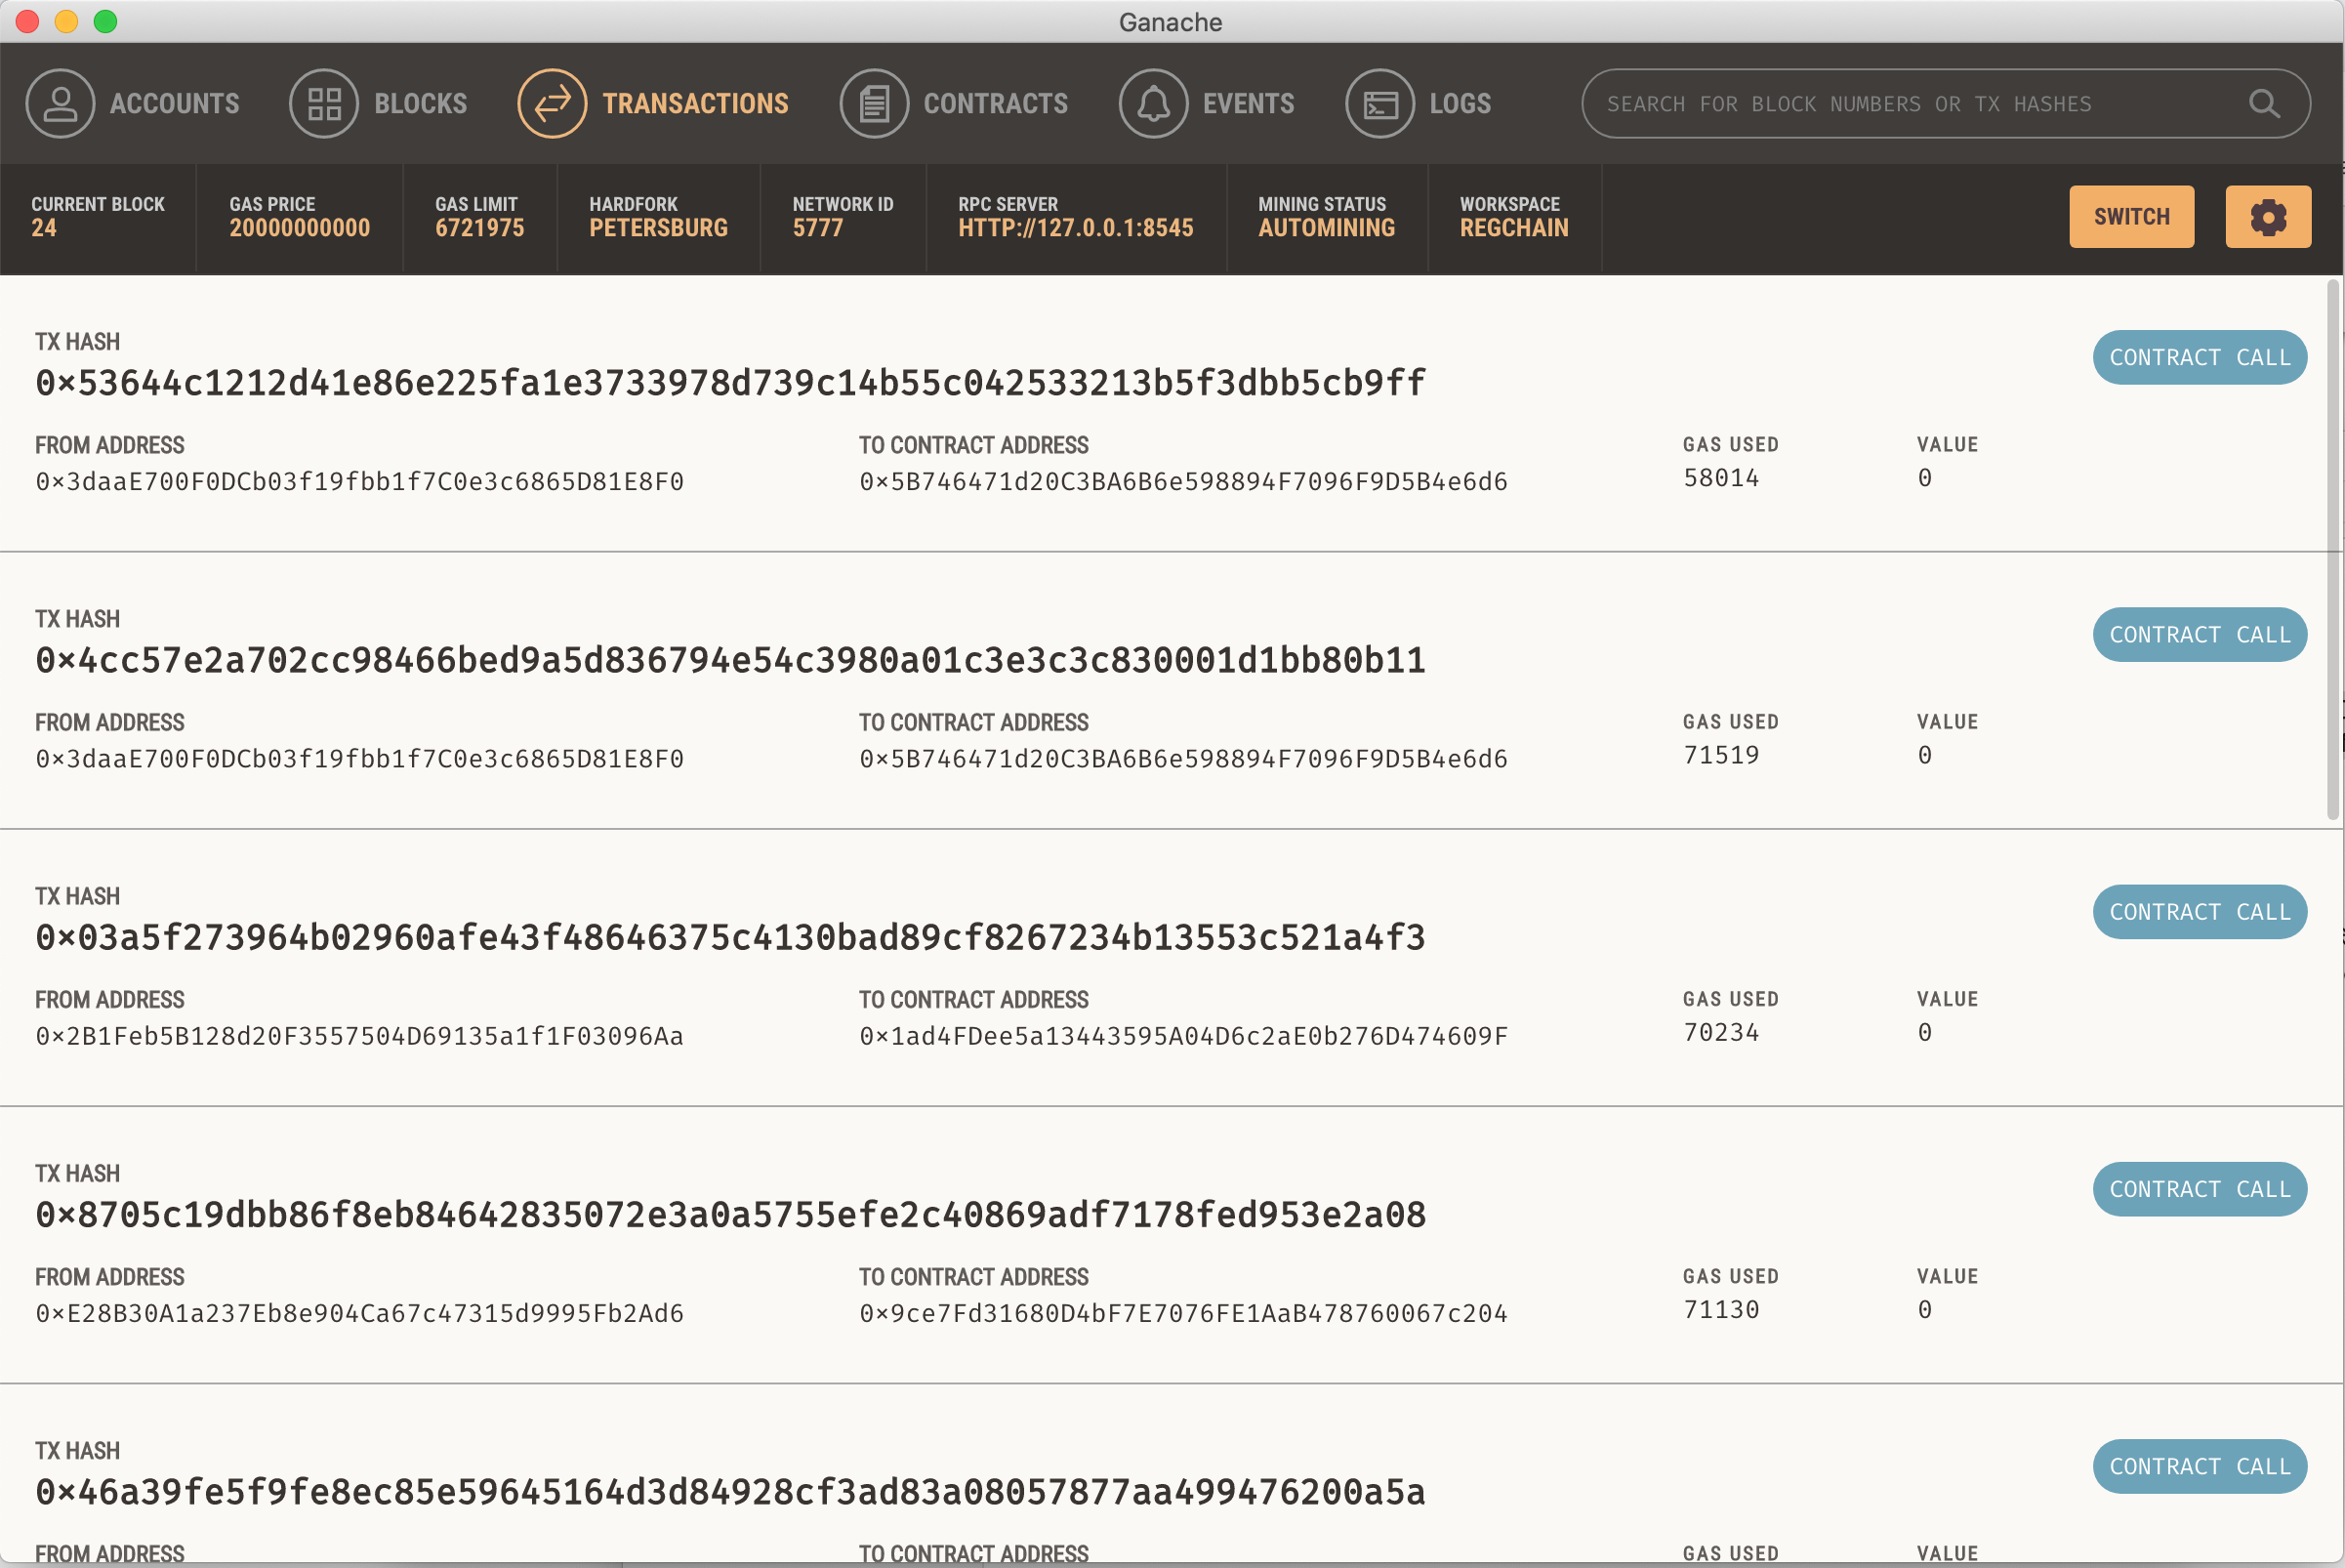 Ganache
ACCOUNTS BLOCKS TRANSACTIONS CONTRACTS EVENTS LOGS SEARCH FOR BLOCK NUMBERS OR TX HASHES
CURRENT BLOCK GAS PRICE GAS LIMIT HARDFORK NETWORK ID RPC SERVER MINING STATUS WORKSPACE
24 20000000000 6721975 PETERSBURG 5777 HTTP://127.0.0.1:8545 AUTOMINING REGCHAIN SWITCH
TX HASH
0×53644c1212d41e86e225fa1e3733978d739c14b55c042533213b5f3dbb5cb9ff CONTRACT CALL
FROM ADDRESS TO CONTRACT ADDRESS GAS USED VALUE
0×3daaE700F0DCb03f19fbb1f7C0e3c6865D81E8F0 0×5B746471d20C3BA6B6e598894F7096F9D5B4e6d6 58014 0
TX HASH
0×4cc57e2a702cc98466bed9a5d836794e54c3980a01c3e3c3c830001d1bb80b11 CONTRACT CALL
FROM ADDRESS TO CONTRACT ADDRESS GAS USED VALUE
0×3daaE700F0DCb03f19fbb1f7C0e3c6865D81E8F0 0×5B746471d20C3BA6B6e598894F7096F9D5B4e6d6 71519 0
TX HASH
0×03a5f273964b02960afe43f48646375c4130bad89cf8267234b13553c521a4f3 CONTRACT CALL
FROM ADDRESS TO CONTRACT ADDRESS GAS USED VALUE
0×2B1Feb5B128d20F3557504D69135a1f1F03096Aa 0×1ad4FDee5a13443595A04D6c2aE0b276D474609F 70234 0
TX HASH
0×8705c19dbb86f8eb84642835072e3a0a5755efe2c40869adf7178fed953e2a08 CONTRACT CALL
FROM ADDRESS TO CONTRACT ADDRESS GAS USED VALUE
0×E28B30A1a237Eb8e904Ca67c47315d9995Fb2Ad6 0×9ce7Fd31680D4bF7E7076FE1AaB478760067c204 71130 0
TX HASH
0×46a39fe5f9fe8ec85e59645164d3d84928cf3ad83a08057877aa499476200a5a CONTRACT CALL
FROM ADDRESS TO CONTRACT ADDRESS GAS USED VALUE